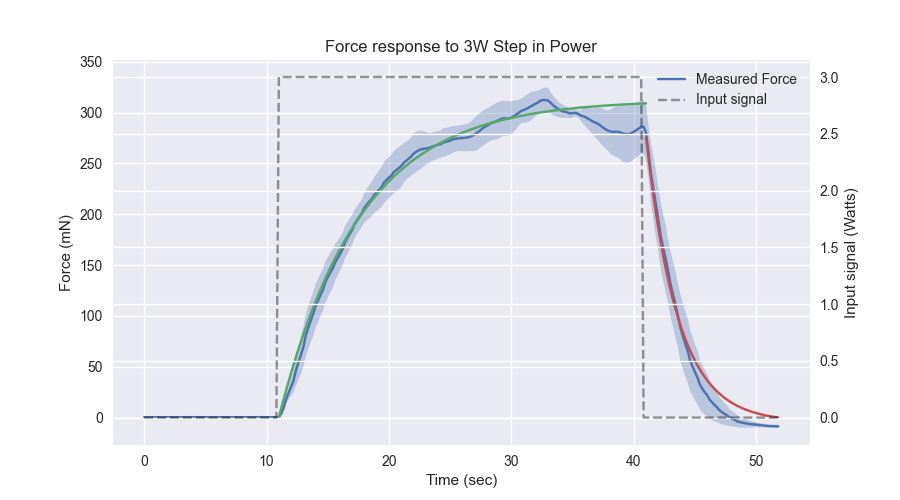 Force response to 3W Step in Power
350
300
250
200
150
100
50
0
Force (mN)
3.0
2.5
2.0
1.5
1.0
0.5
0.0
Input signal (Watts)
Measured Force
Input signal
0 10 20 30 40 50
Time (sec)